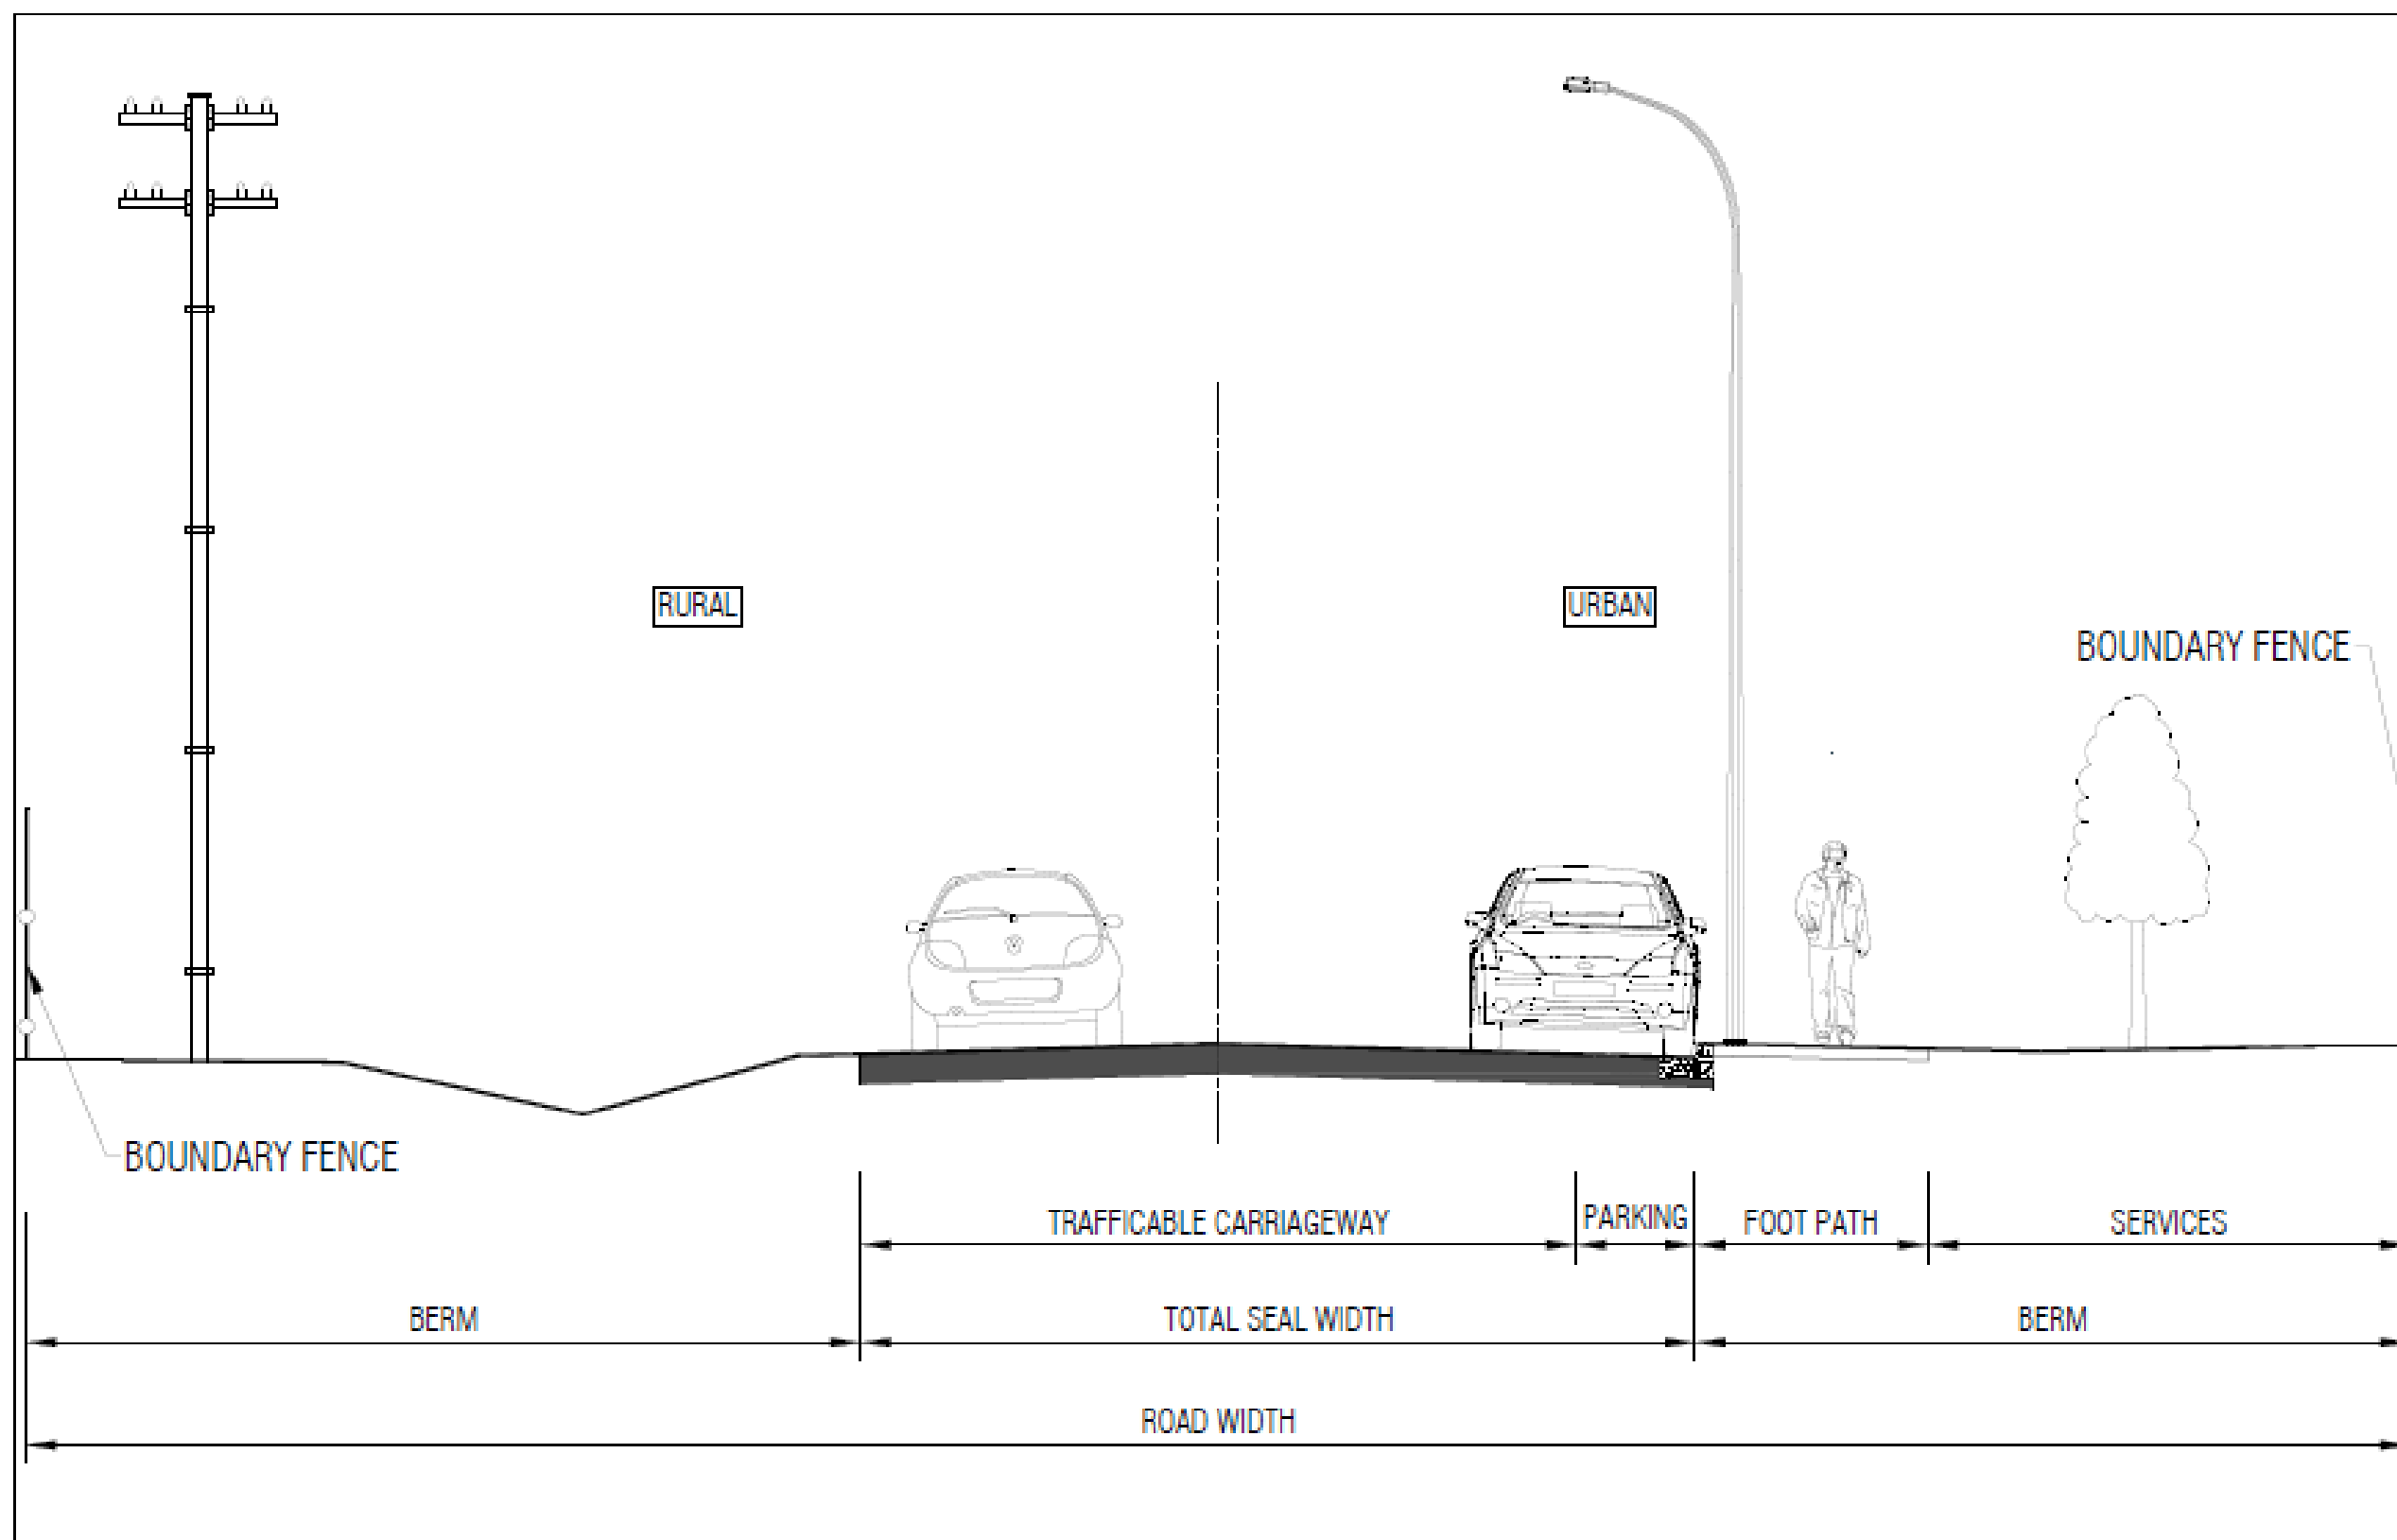 RURAL
URBAN
BOUNDARY FENCE
BOUNDARY FENCE
TRAFFICABLE CARRIAGEWAY
PARKING
FOOT PATH
SERVICES
BERM
TOTAL SEAL WIDTH
BERM
ROAD WIDTH